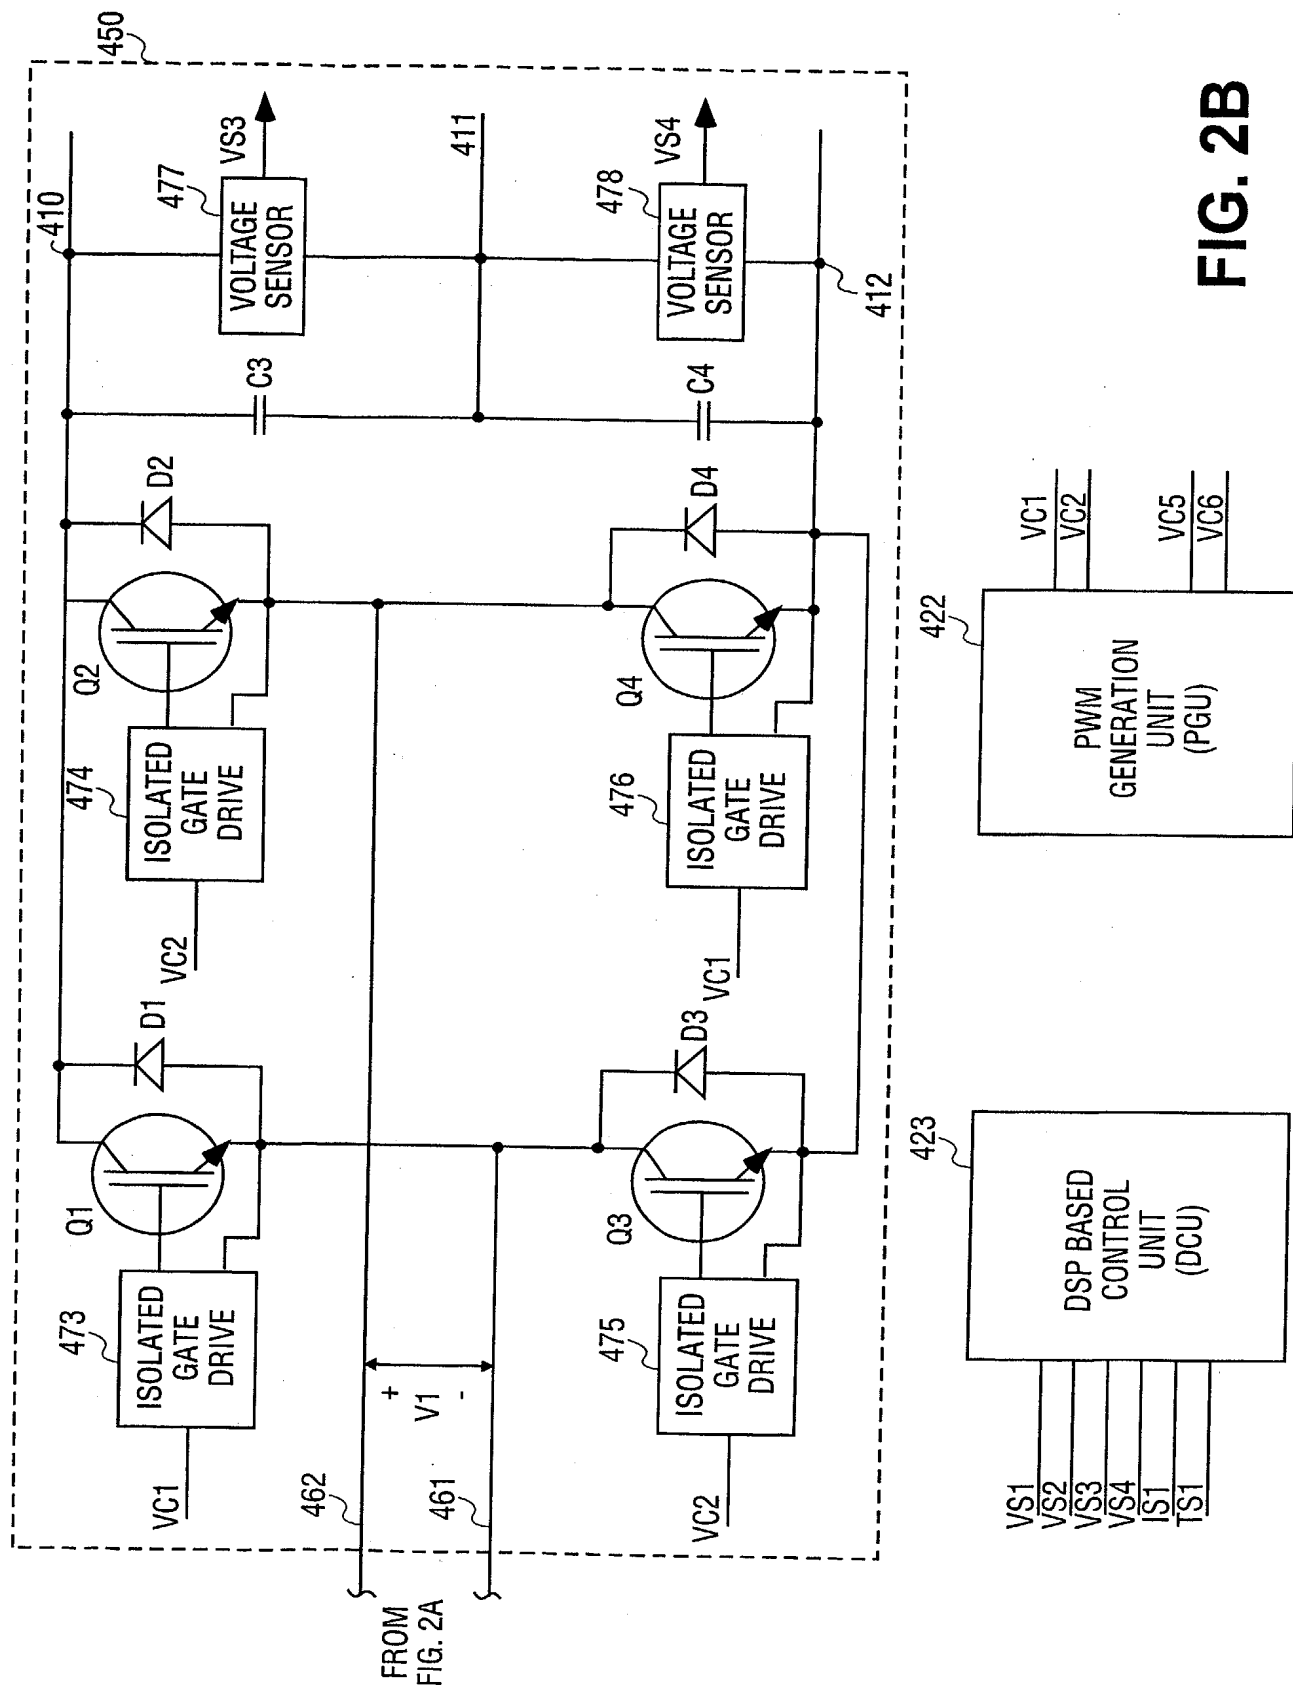 450
410
477
VOLTAGE
SENSOR
VS3
411
478
VOLTAGE
SENSOR
VS4
412
C3
C4
D2
Q2
474
ISOLATED
GATE
DRIVE
VC2
D4
Q4
476
ISOLATED
GATE
DRIVE
VC1
D1
Q1
473
ISOLATED
GATE
DRIVE
VC1
D3
Q3
475
ISOLATED
GATE
DRIVE
VC2
462
+
V1
-
461
FROM
FIG. 2A
423
DSP BASED
CONTROL
UNIT
(DCU)
VS1
VS2
VS3
VS4
IS1
TS1
422
PWM
GENERATION
UNIT
(PGU)
VC1
VC2
VC5
VC6
FIG. 2B